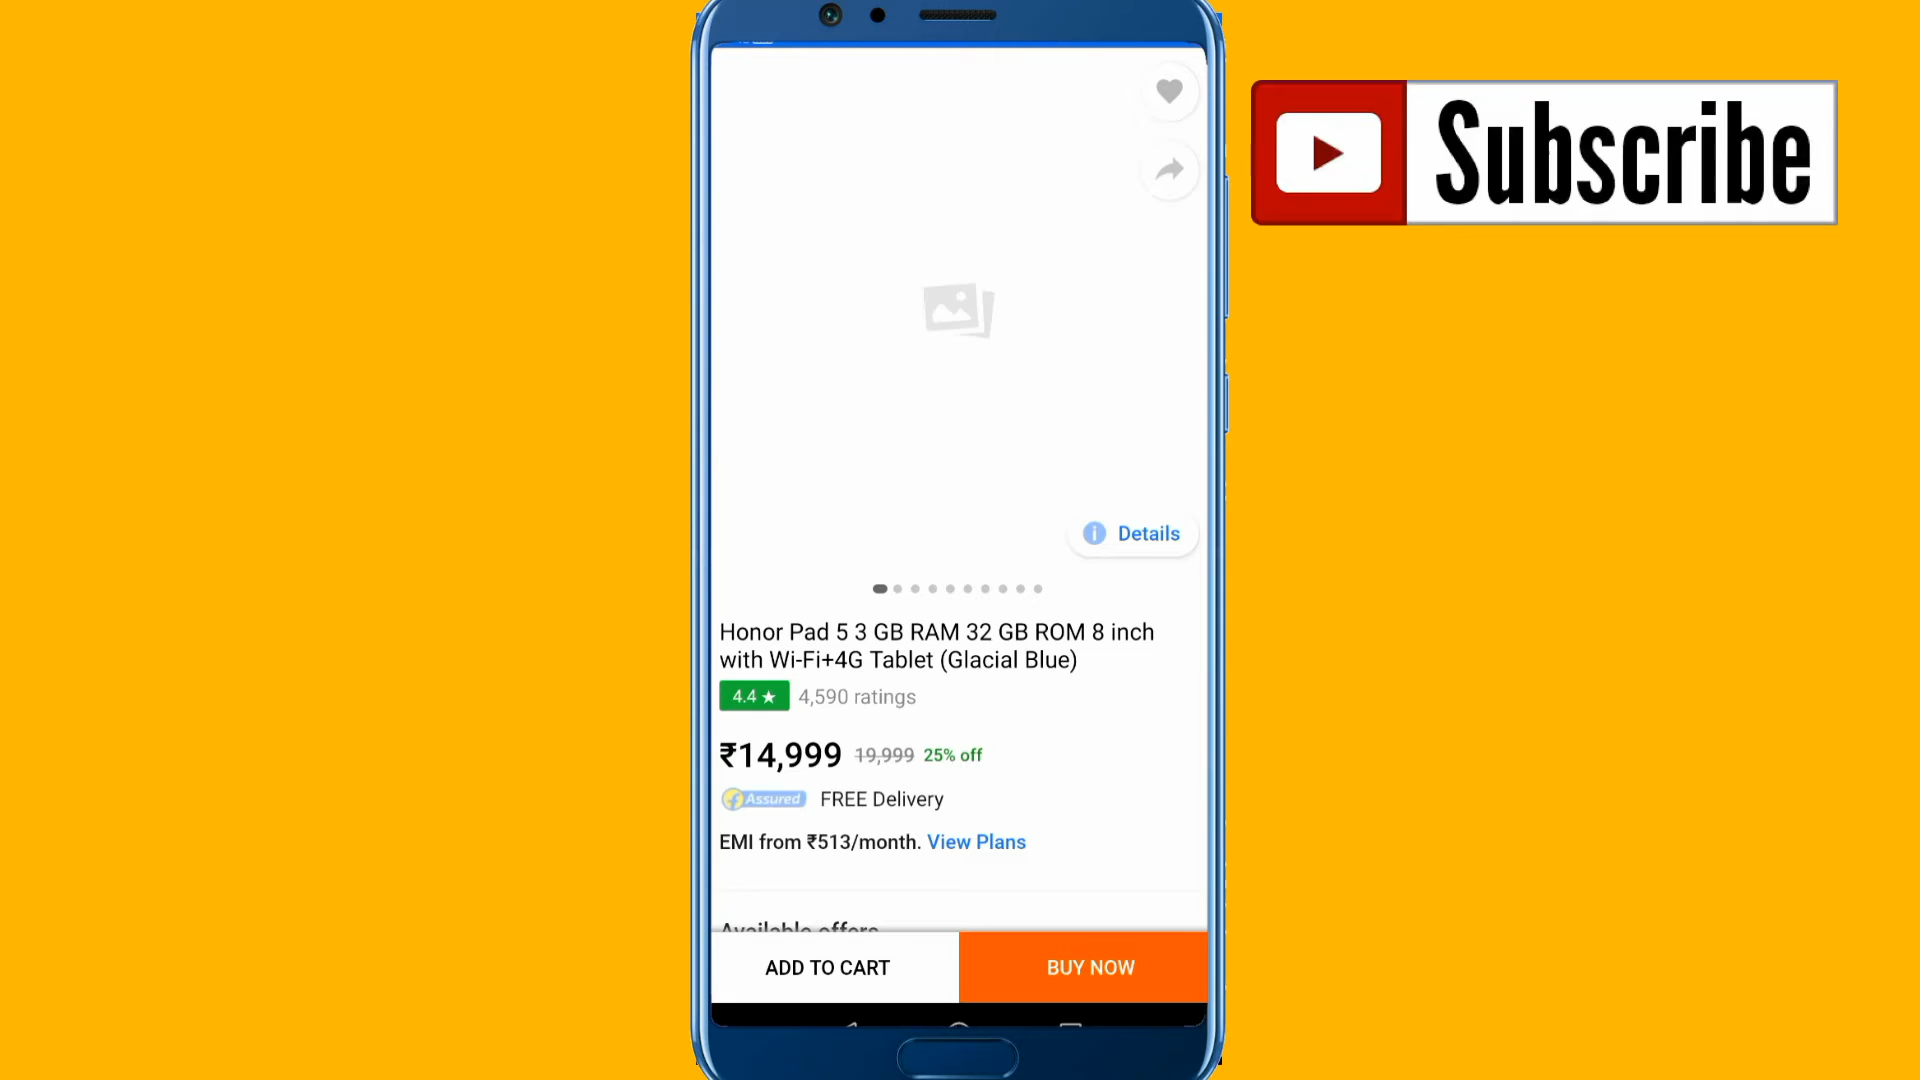 Subscribe
Details
Honor Pad 5 3 GB RAM 32 GB ROM 8 inch
with Wi-Fi+4G Tablet (Glacial Blue)
4.4 ★ 4,590 ratings
₹14,999 19,999 25% off
Assured FREE Delivery
EMI from ₹513/month. View Plans
Available offers
ADD TO CART BUY NOW